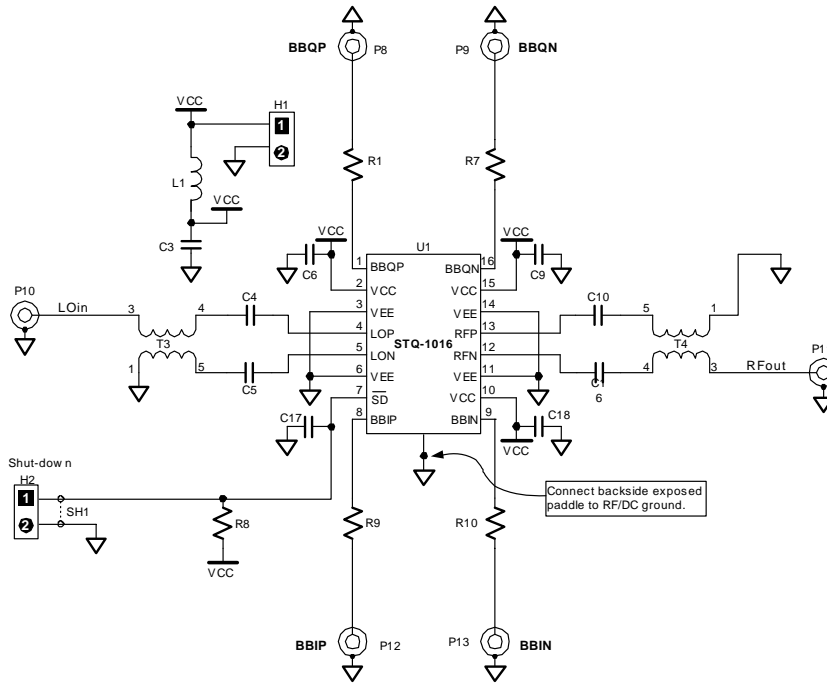 BBQP P8 P9 BBQN
VCC H1
1
2
R1 R7
L1
VCC
C3
VCC U1 VCC
C6 C9
1 BBQP BBQN 16
2 VCC VCC 15
3 VEE VEE 14
4 LOP RFP 13
STQ-1016
5 LON RFN 12
6 VEE VEE 11
7 SD VCC 10
8 BBIP BBIN 9
P10 LOin 3 4 C4
T3
1 5 C5
C10 5 1
T4
C1
6
4 3 RFout P1
C17 C18
VCC
Shut-down
H2
1
2
SH1
R8
VCC
R9 R10
Connect backside exposed
paddle to RF/DC ground.
BBIP P12 P13 BBIN